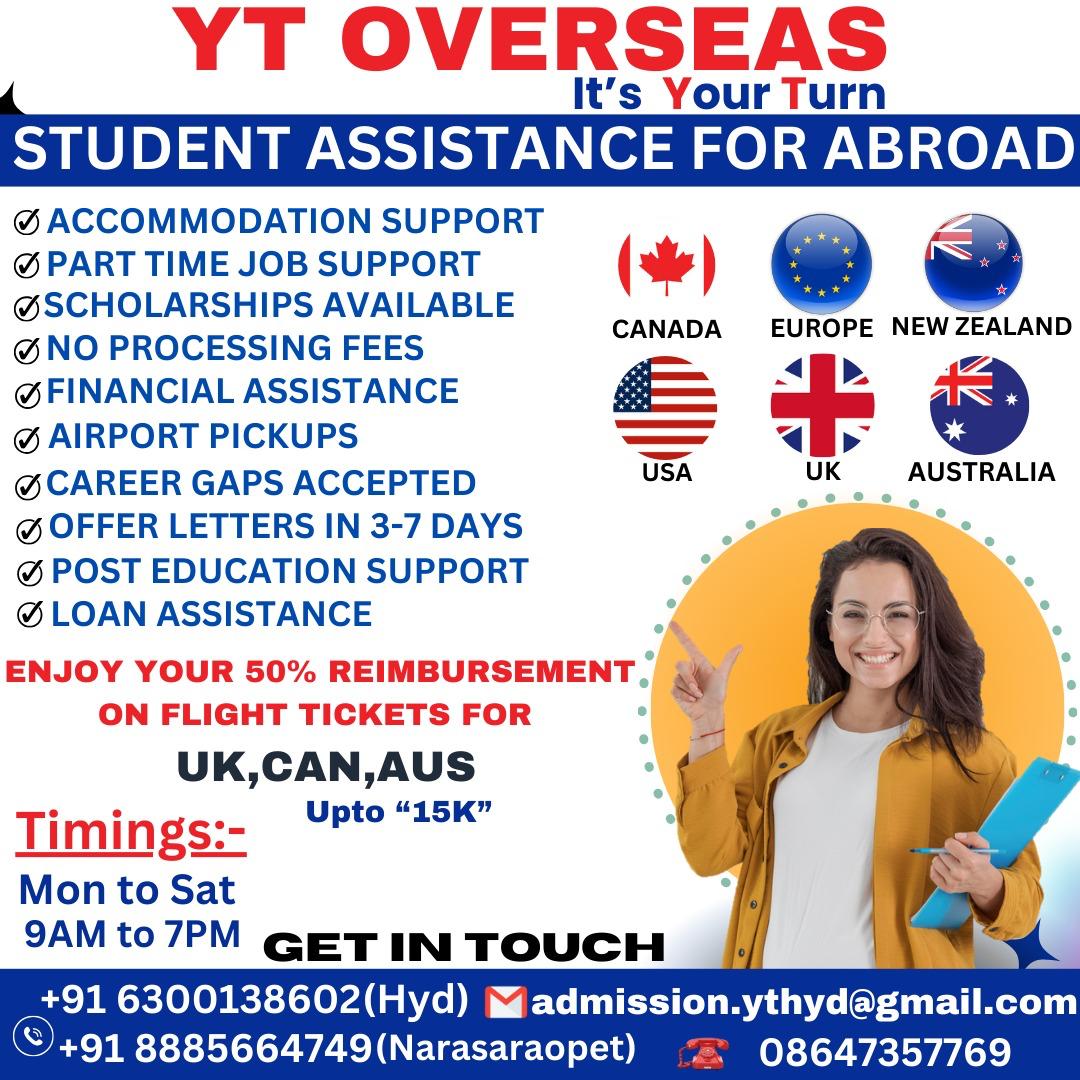 YT OVERSEAS
It's Your Turn
STUDENT ASSISTANCE FOR ABROAD
ACCOMMODATION SUPPORT
PART TIME JOB SUPPORT
SCHOLARSHIPS AVAILABLE
NO PROCESSING FEES
FINANCIAL ASSISTANCE
AIRPORT PICKUPS
CAREER GAPS ACCEPTED
OFFER LETTERS IN 3-7 DAYS
POST EDUCATION SUPPORT
LOAN ASSISTANCE
CANADA
EUROPE
NEW ZEALAND
USA
UK
AUSTRALIA
ENJOY YOUR 50% REIMBURSEMENT
ON FLIGHT TICKETS FOR
UK,CAN,AUS
Upto “15K”
Timings:-
Mon to Sat
9AM to 7PM
GET IN TOUCH
+91 6300138602(Hyd)
admission.ythyd@gmail.com
+91 8885664749(Narasaraopet)
08647357769